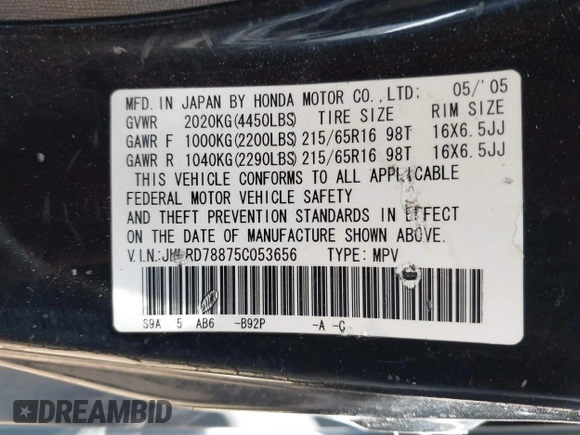 MFD. IN JAPAN BY HONDA MOTOR CO., LTD: 05/'05
GVWR 2020KG(4450LBS) TIRE SIZE RIM SIZE
GAWR F 1000KG(2200LBS) 215/65R16 98T 16X6.5JJ
GAWR R 1040KG(2290LBS) 215/65R16 98T 16X6.5JJ
THIS VEHICLE CONFORMS TO ALL APPLICABLE
FEDERAL MOTOR VEHICLE SAFETY
AND THEFT PREVENTION STANDARDS IN EFFECT
ON THE DATE OF MANUFACTURE SHOWN ABOVE.
V.I.N: TYPE: MPV
S9A 5 AB6 -B92P -A -C
DREAMBID